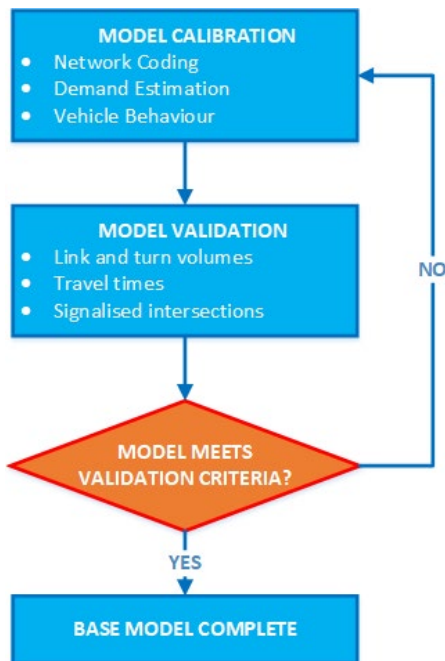 MODEL CALIBRATION
• Network Coding
• Demand Estimation
• Vehicle Behaviour
MODEL VALIDATION
• Link and turn volumes
• Travel times
• Signalised intersections
NO
MODEL MEETS
VALIDATION CRITERIA?
YES
BASE MODEL COMPLETE